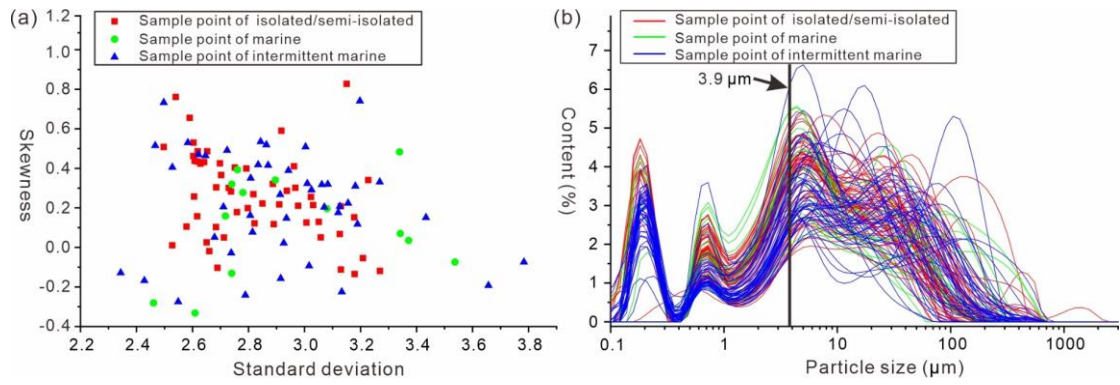 (a)
Sample point of isolated/semi-isolated
Sample point of marine
Sample point of intermittent marine
1.2
1.0
0.8
0.6
0.4
0.2
0.0
-0.2
-0.4
Skewness
2.2 2.4 2.6 2.8 3.0 3.2 3.4 3.6 3.8
Standard deviation
(b)
Sample point of isolated/semi-isolated
Sample point of marine
Sample point of intermittent marine
3.9 μm
7
6
5
4
3
2
1
0
Content (%)
0.1 1 10 100 1000
Particle size (μm)